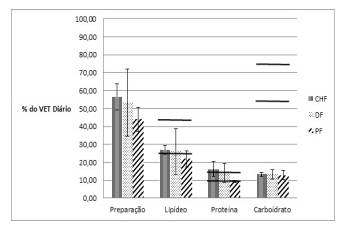 100,00
90,00
80,00
70,00
60,00
% do VET Diário
50,00
40,00
30,00
20,00
10,00
0,00
Preparação Lipídeo Proteína Carboidrato
CHF
DF
PF